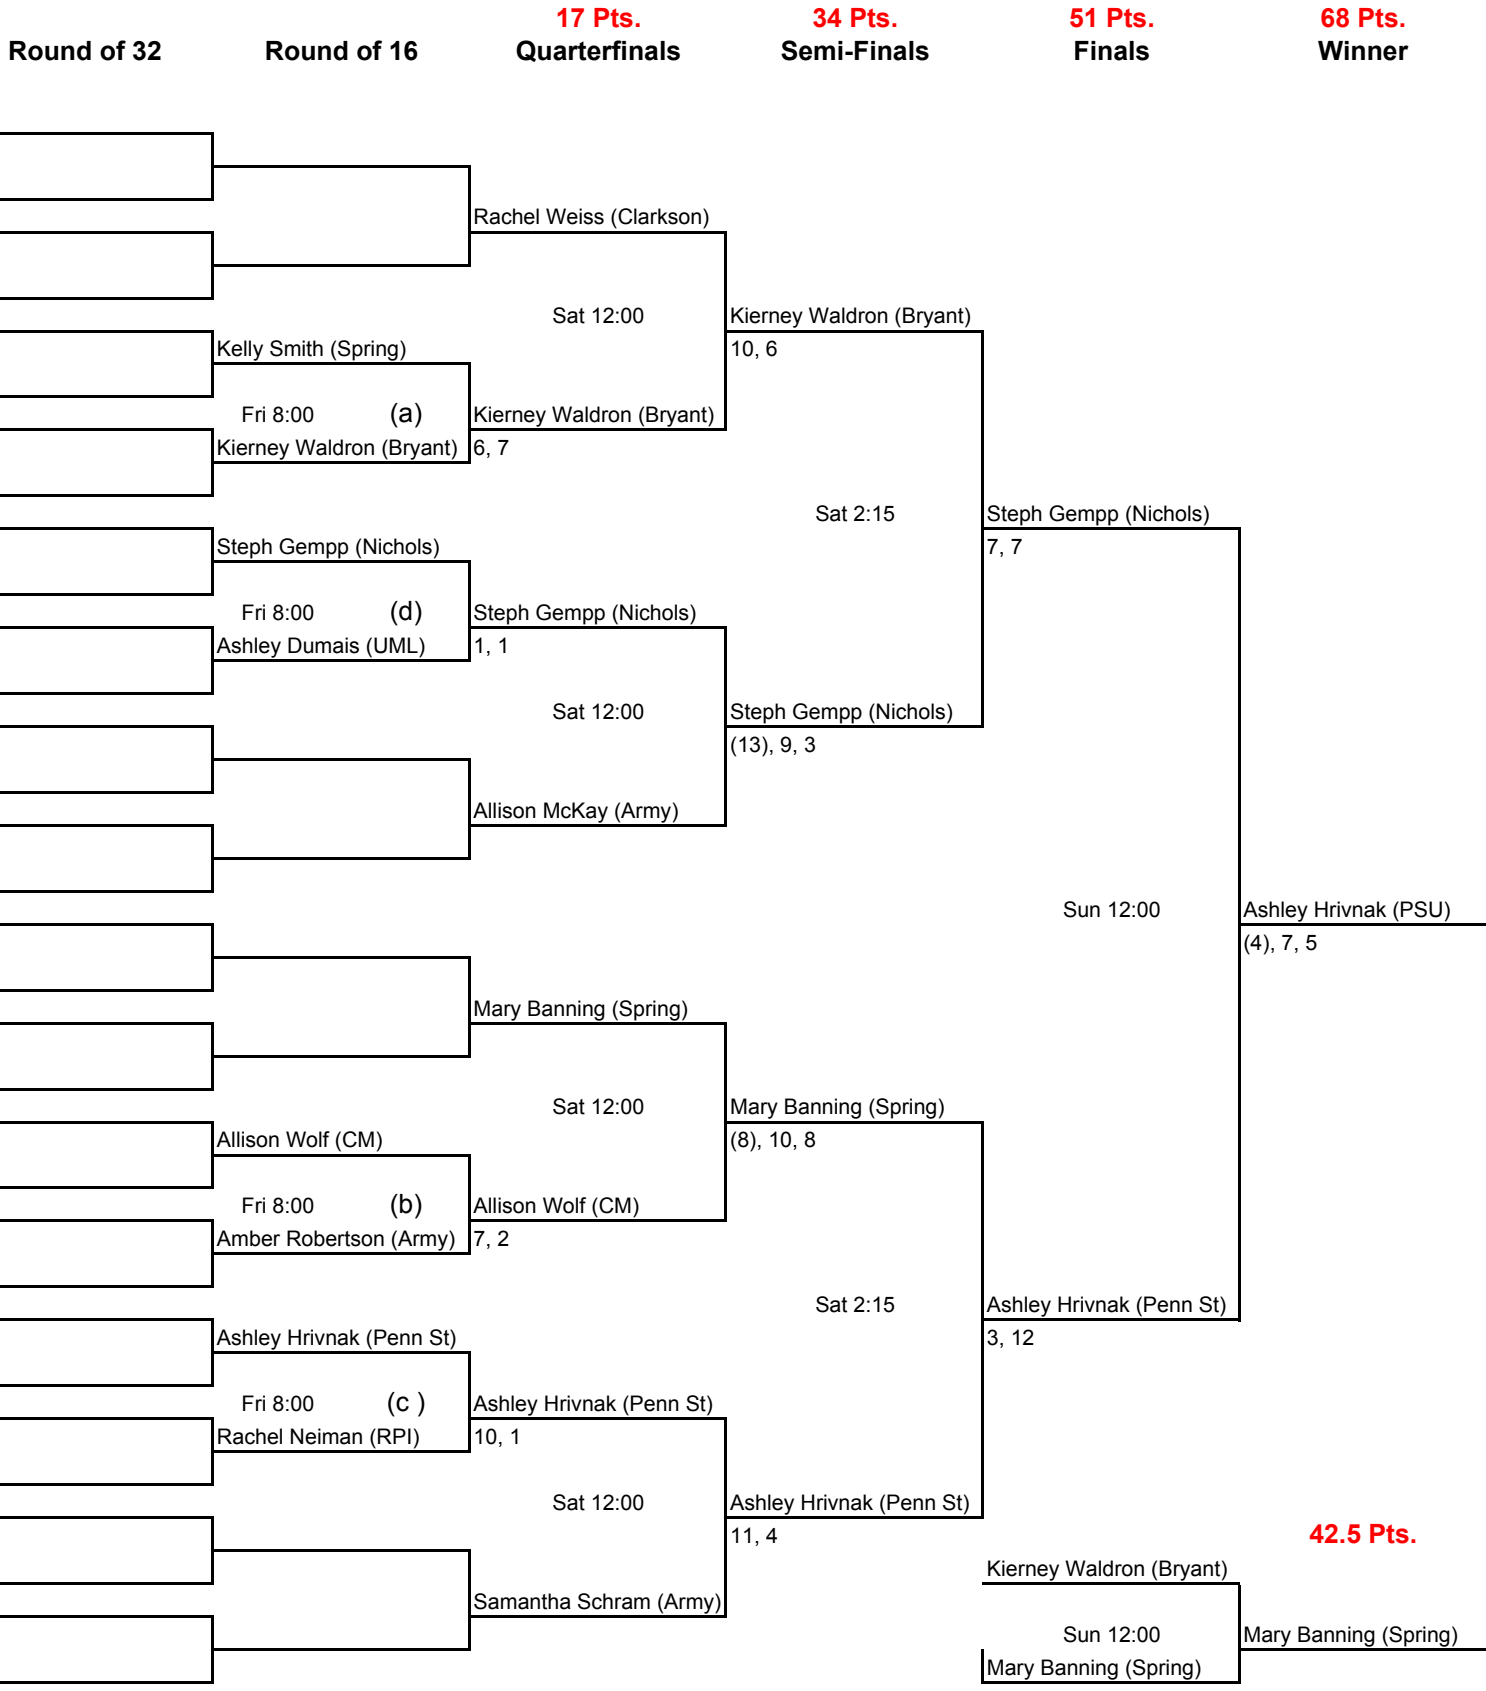 17 Pts. 34 Pts. 51 Pts. 68 Pts.
Round of 32 Round of 16 Quarterfinals Semi-Finals Finals Winner
Rachel Weiss (Clarkson)
Sat 12:00 Kierney Waldron (Bryant)
Kelly Smith (Spring) 10, 6
Fri 8:00 (a) Kierney Waldron (Bryant)
Kierney Waldron (Bryant) 6, 7
Sat 2:15 Steph Gempp (Nichols)
Steph Gempp (Nichols) 7, 7
Fri 8:00 (d) Steph Gempp (Nichols)
Ashley Dumais (UML) 1, 1
Sat 12:00 Steph Gempp (Nichols)
(13), 9, 3
Allison McKay (Army)
Sun 12:00 Ashley Hrivnak (PSU)
(4), 7, 5
Mary Banning (Spring)
Sat 12:00 Mary Banning (Spring)
Allison Wolf (CM) (8), 10, 8
Fri 8:00 (b) Allison Wolf (CM)
Amber Robertson (Army) 7, 2
Sat 2:15 Ashley Hrivnak (Penn St)
Ashley Hrivnak (Penn St) 3, 12
Fri 8:00 (c ) Ashley Hrivnak (Penn St)
Rachel Neiman (RPI) 10, 1
Sat 12:00 Ashley Hrivnak (Penn St)
11, 4 42.5 Pts.
Kierney Waldron (Bryant)
Samantha Schram (Army)
Sun 12:00 Mary Banning (Spring)
Mary Banning (Spring)